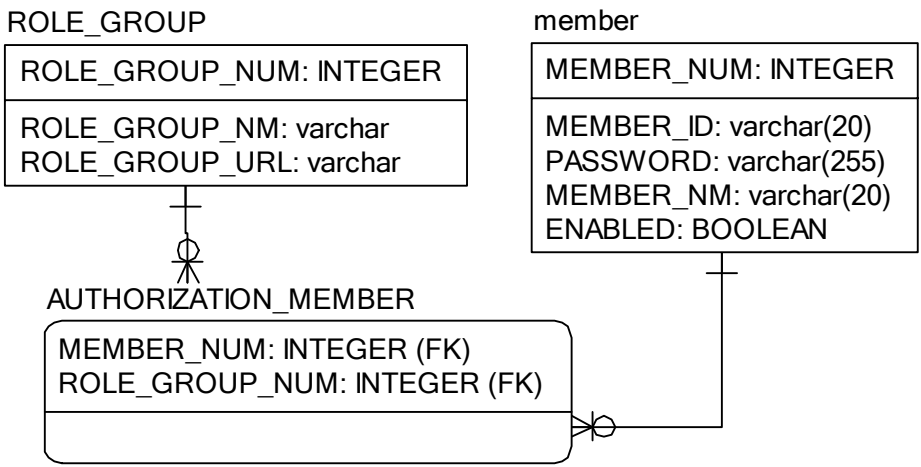 ROLE_GROUP
ROLE_GROUP_NUM: INTEGER
ROLE_GROUP_NM: varchar
ROLE_GROUP_URL: varchar
member
MEMBER_NUM: INTEGER
MEMBER_ID: varchar(20)
PASSWORD: varchar(255)
MEMBER_NM: varchar(20)
ENABLED: BOOLEAN
AUTHORIZATION_MEMBER
MEMBER_NUM: INTEGER (FK)
ROLE_GROUP_NUM: INTEGER (FK)